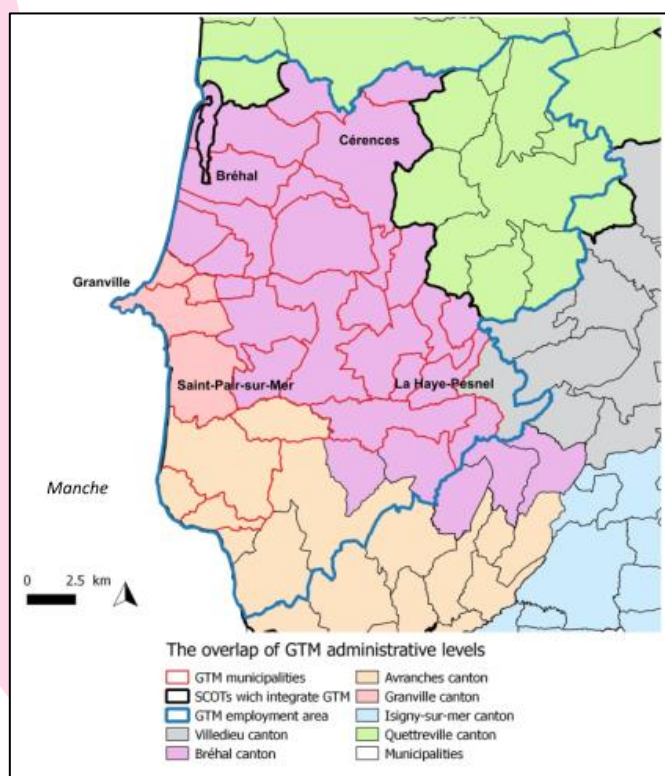 Cérences
Bréhal
Granville
Saint-Pair-sur-Mer
La Haye-Pesnel
Manche
0 2.5 km
The overlap of GTM administrative levels
GTM municipalities
SCOTs wich integrate GTM
GTM employment area
Villedieu canton
Bréhal canton
Avranches canton
Granville canton
Isigny-sur-mer canton
Quettreville canton
Municipalities